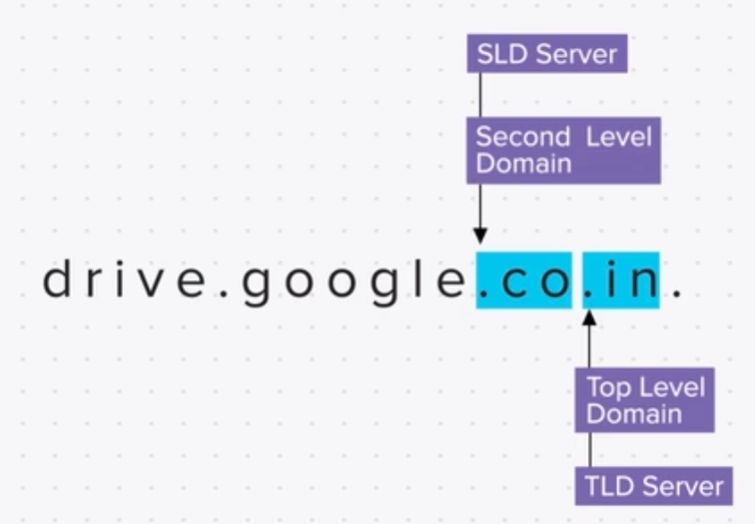 SLD Server
Second Level
Domain
drive.google.co.in.
Top Level
Domain
TLD Server